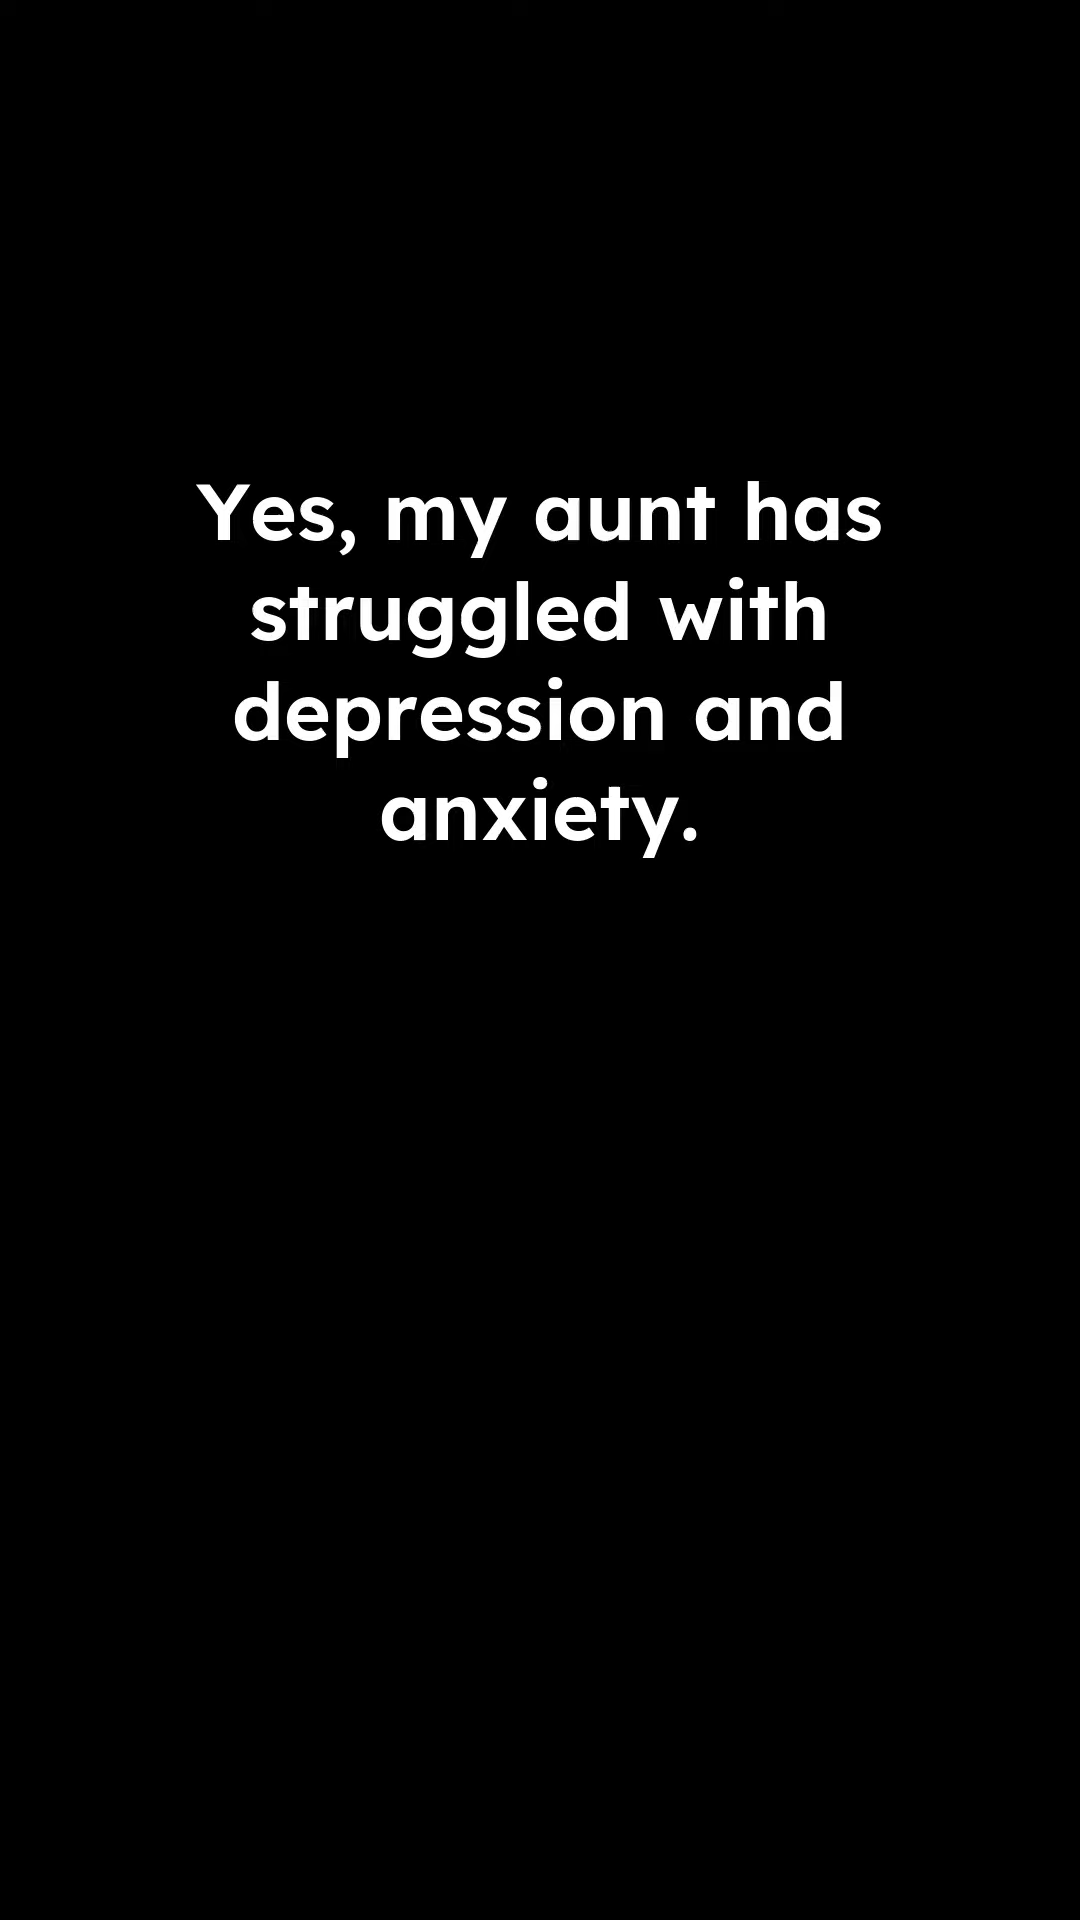 Yes, my aunt has
struggled with
depression and
anxiety.